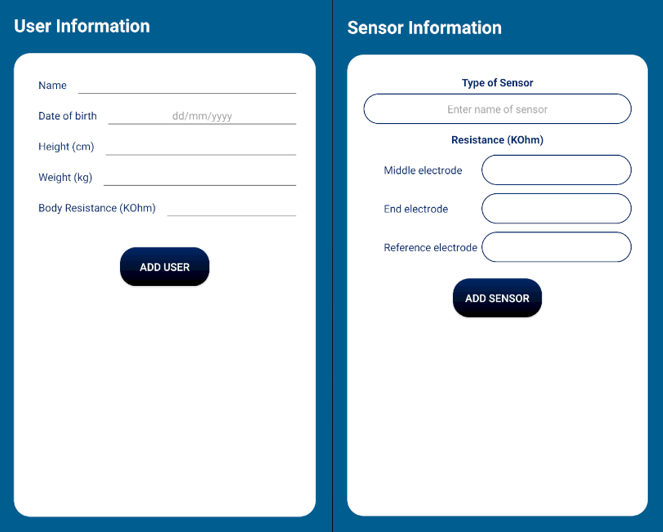 User Information
Name
Date of birth dd/mm/yyyy
Height (cm)
Weight (kg)
Body Resistance (KOhm)
ADD USER
Sensor Information
Type of Sensor
Enter name of sensor
Resistance (KOhm)
Middle electrode
End electrode
Reference electrode
ADD SENSOR